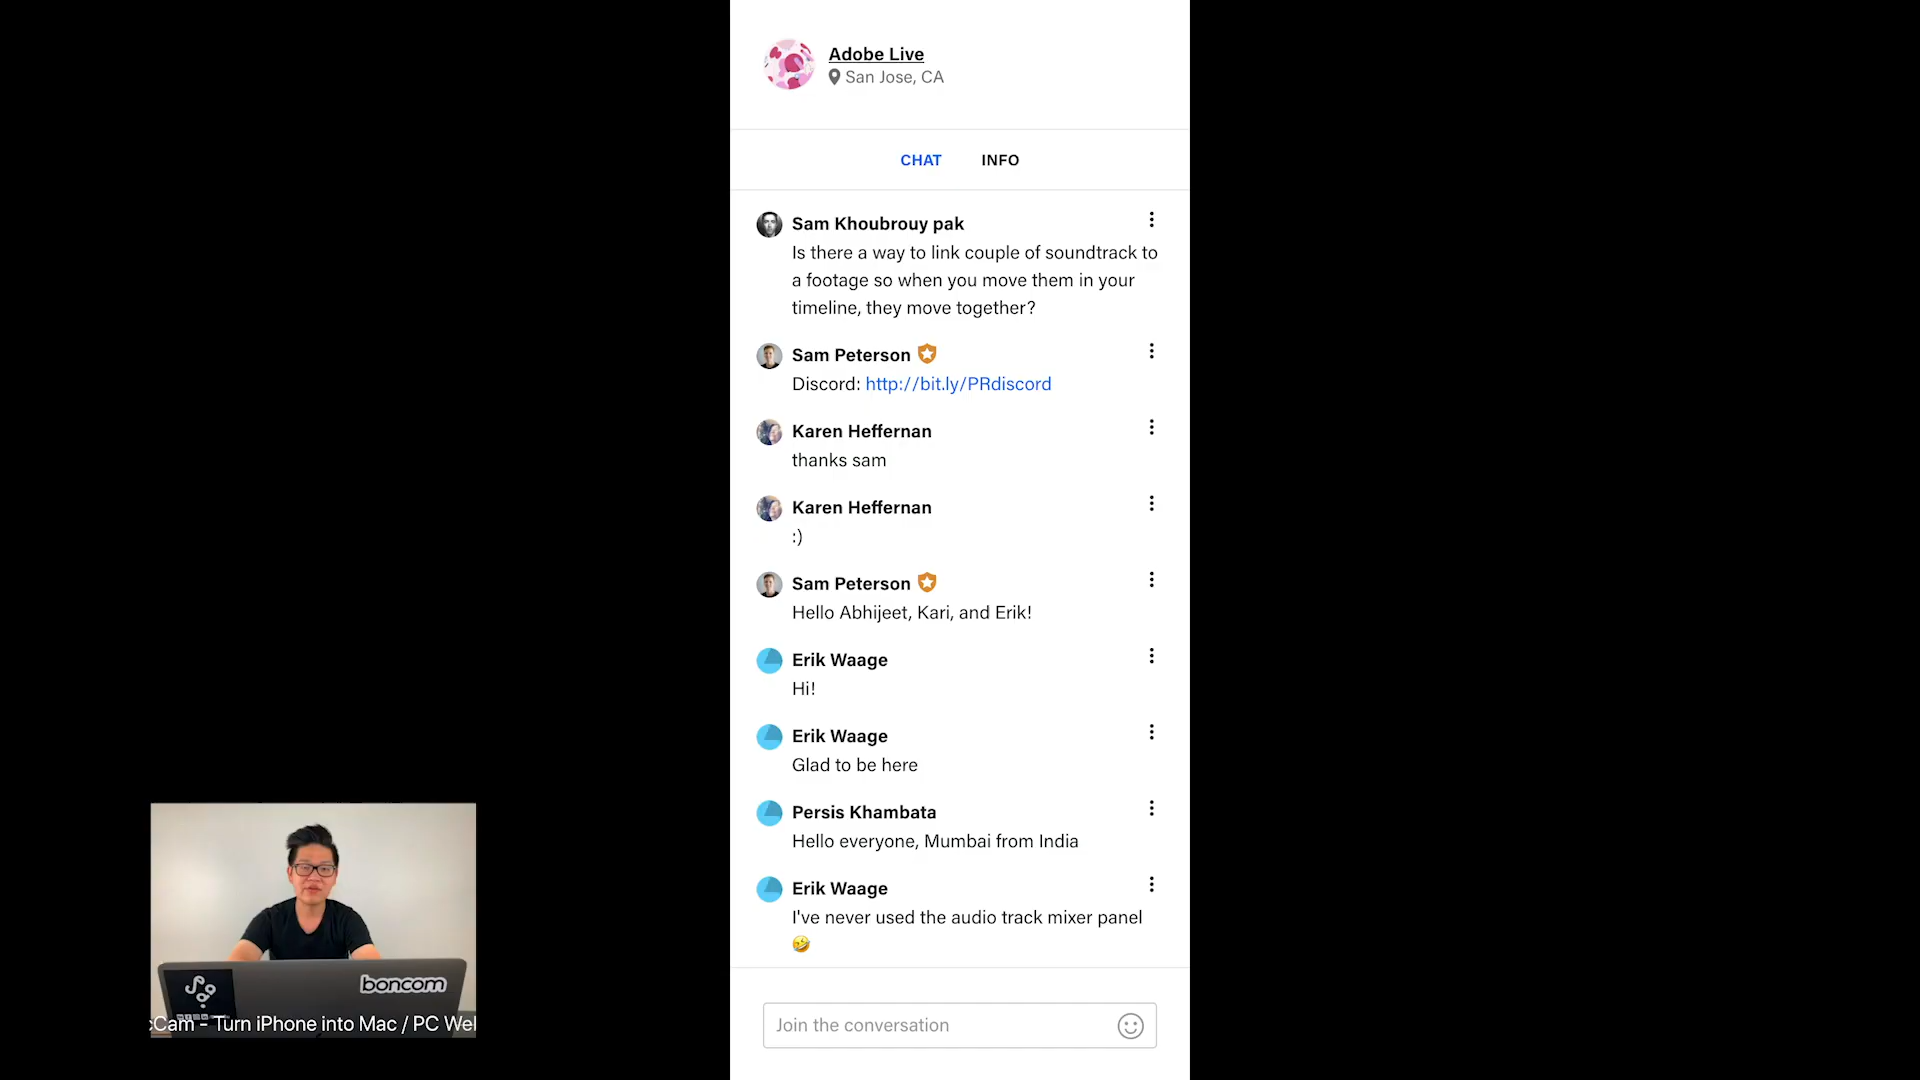 Adobe Live
San Jose, CA
CHAT INFO
Sam Khoubrouy pak
Is there a way to link couple of soundtrack to
a footage so when you move them in your
timeline, they move together?
Sam Peterson
Discord: http://bit.ly/PRdiscord
Karen Heffernan
thanks sam
Karen Heffernan
:)
Sam Peterson
Hello Abhijeet, Kari, and Erik!
Erik Waage
Hi!
Erik Waage
Glad to be here
Persis Khambata
Hello everyone, Mumbai from India
Erik Waage
I've never used the audio track mixer panel
🤣
Join the conversation
boncom
cCam - Turn iPhone into Mac / PC Wel